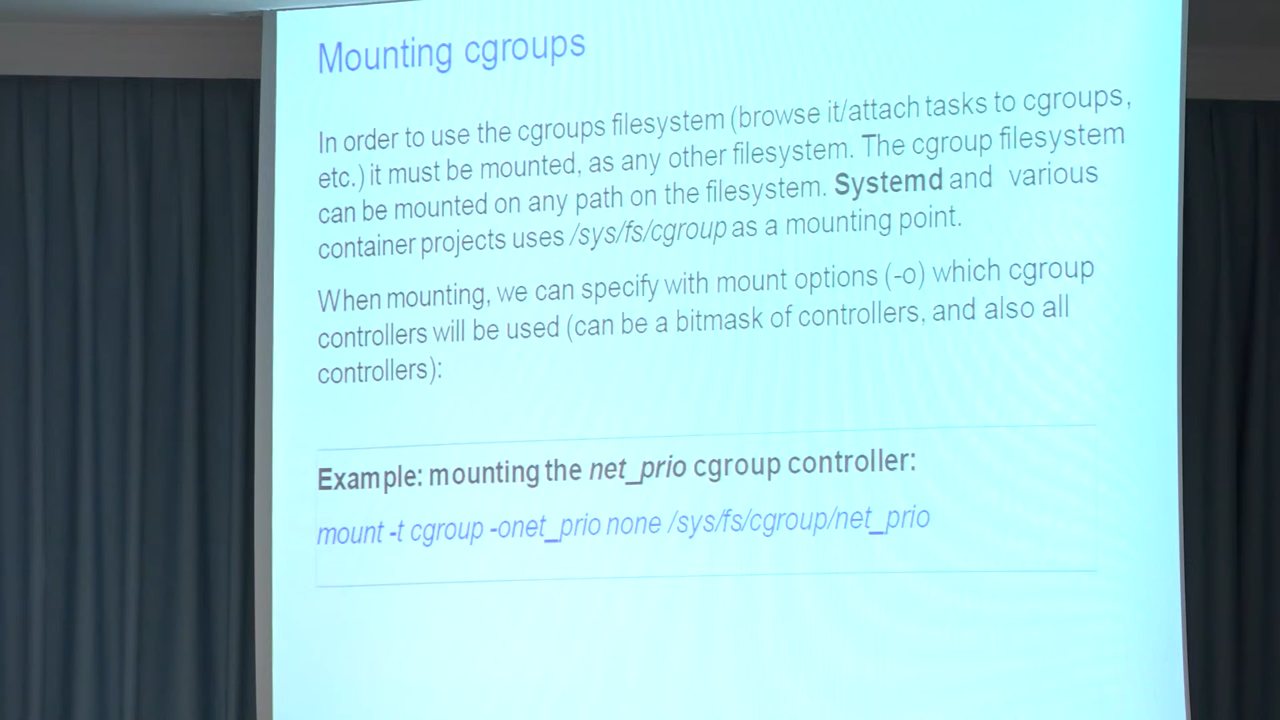 Mounting cgroups
In order to use the cgroups filesystem (browse it/attach tasks to cgroups,
etc.) it must be mounted, as any other filesystem. The cgroup filesystem
can be mounted on any path on the filesystem. Systemd and various
container projects uses /sys/fs/cgroup as a mounting point.
When mounting, we can specify with mount options (-o) which cgroup
controllers will be used (can be a bitmask of controllers, and also all
controllers):
Example: mounting the net_prio cgroup controller:
mount -t cgroup -onet_prio none /sys/fs/cgroup/net_prio